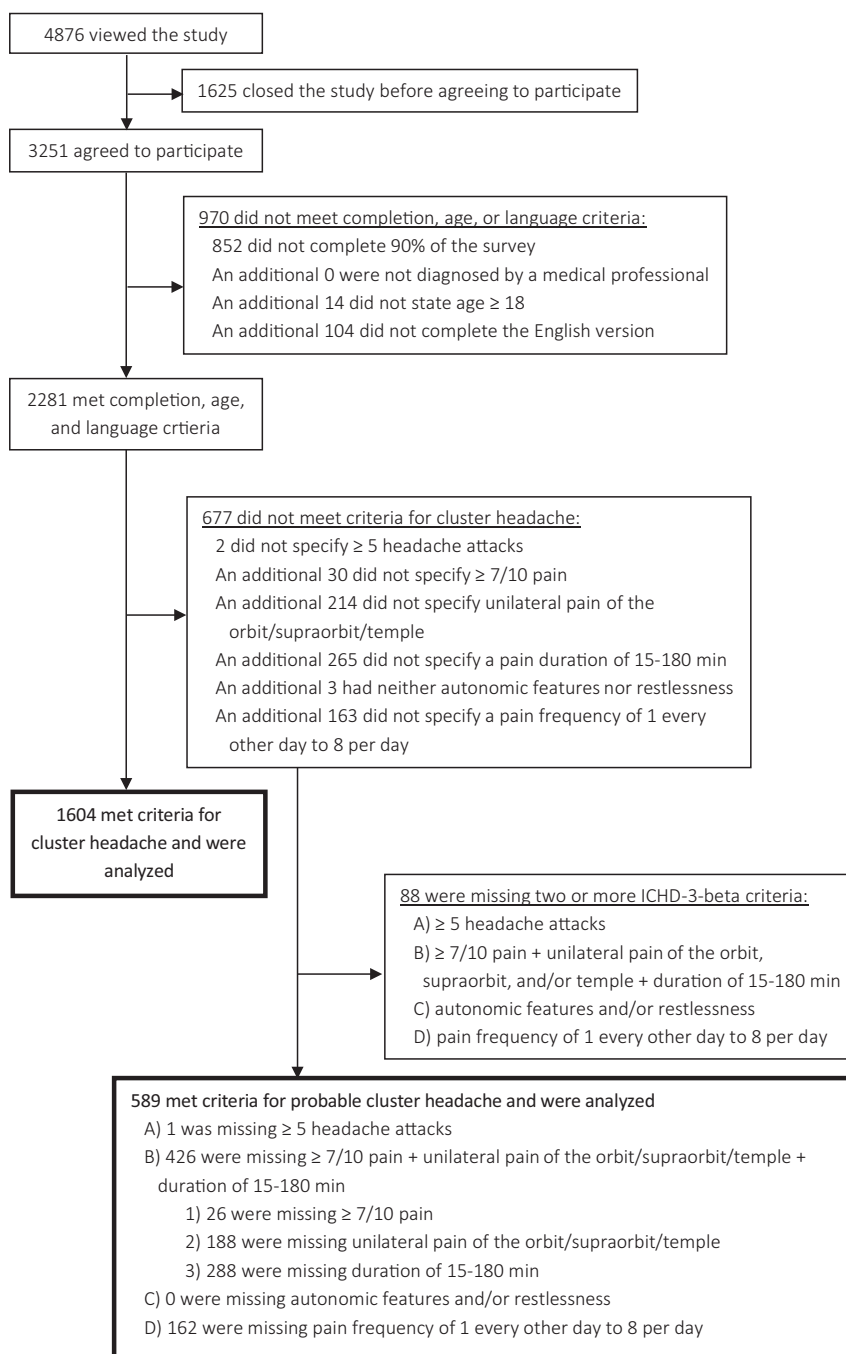 4876 viewed the study
1625 closed the study before agreeing to participate
3251 agreed to participate
970 did not meet completion, age, or language criteria:
852 did not complete 90% of the survey
An additional 0 were not diagnosed by a medical professional
An additional 14 did not state age ≥ 18
An additional 104 did not complete the English version
2281 met completion, age,
and language crtieria
677 did not meet criteria for cluster headache:
2 did not specify ≥ 5 headache attacks
An additional 30 did not specify ≥ 7/10 pain
An additional 214 did not specify unilateral pain of the
orbit/supraorbit/temple
An additional 265 did not specify a pain duration of 15-180 min
An additional 3 had neither autonomic features nor restlessness
An additional 163 did not specify a pain frequency of 1 every
other day to 8 per day
1604 met criteria for
cluster headache and were
analyzed
88 were missing two or more ICHD-3-beta criteria:
A) ≥ 5 headache attacks
B) ≥ 7/10 pain + unilateral pain of the orbit,
supraorbit, and/or temple + duration of 15-180 min
C) autonomic features and/or restlessness
D) pain frequency of 1 every other day to 8 per day
589 met criteria for probable cluster headache and were analyzed
A) 1 was missing ≥ 5 headache attacks
B) 426 were missing ≥ 7/10 pain + unilateral pain of the orbit/supraorbit/temple +
duration of 15-180 min
1) 26 were missing ≥ 7/10 pain
2) 188 were missing unilateral pain of the orbit/supraorbit/temple
3) 288 were missing duration of 15-180 min
C) 0 were missing autonomic features and/or restlessness
D) 162 were missing pain frequency of 1 every other day to 8 per day